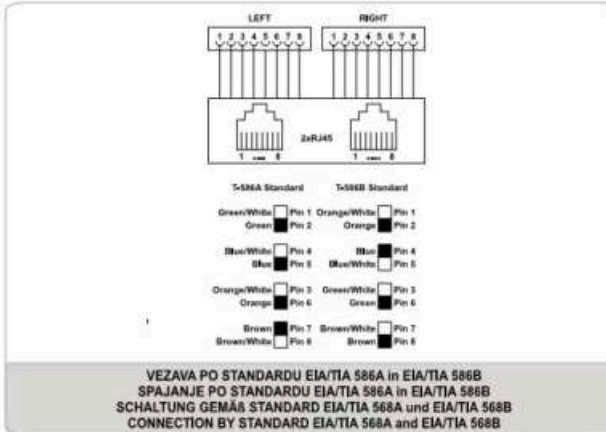 LEFT RIGHT
1 2 3 4 5 6 7 8 1 2 3 4 5 6 7 8
2xRJ45
1 8 1 8
T-586A Standard T-586B Standard
Green/White Pin 1 Orange/White Pin 1
Green Pin 2 Orange Pin 2
Blue/White Pin 4 Blue Pin 4
Blue Pin 5 Blue/White Pin 5
Orange/White Pin 3 Green/White Pin 3
Orange Pin 6 Green Pin 6
Brown Pin 7 Brown/White Pin 7
Brown/White Pin 8 Brown Pin 8
VEZAVA PO STANDARDU EIA/TIA 586A in EIA/TIA 586B
SPAJANJE PO STANDARDU EIA/TIA 586A in EIA/TIA 586B
SCHALTUNG GEMÄß STANDARD EIA/TIA 568A und EIA/TIA 568B
CONNECTION BY STANDARD EIA/TIA 568A and EIA/TIA 568B